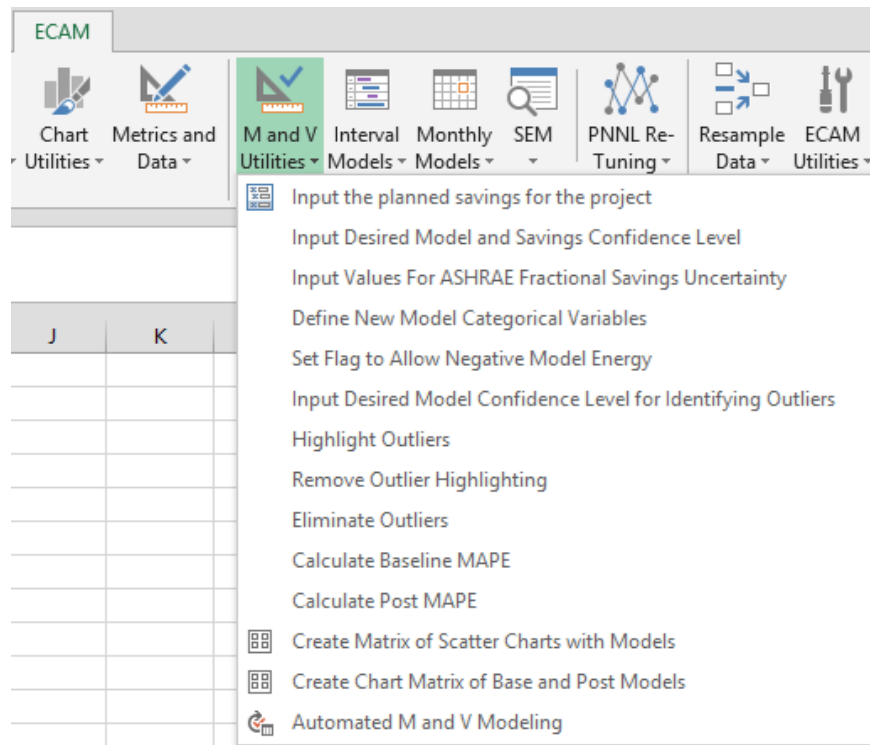 ECAM
Chart Metrics and M and V Interval Monthly SEM PNNL Re- Resample ECAM
Utilities Data Utilities Models Models Tuning Data Utilities
Input the planned savings for the project
Input Desired Model and Savings Confidence Level
Input Values For ASHRAE Fractional Savings Uncertainty
J K
Define New Model Categorical Variables
Set Flag to Allow Negative Model Energy
Input Desired Model Confidence Level for Identifying Outliers
Highlight Outliers
Remove Outlier Highlighting
Eliminate Outliers
Calculate Baseline MAPE
Calculate Post MAPE
Create Matrix of Scatter Charts with Models
Create Chart Matrix of Base and Post Models
Automated M and V Modeling